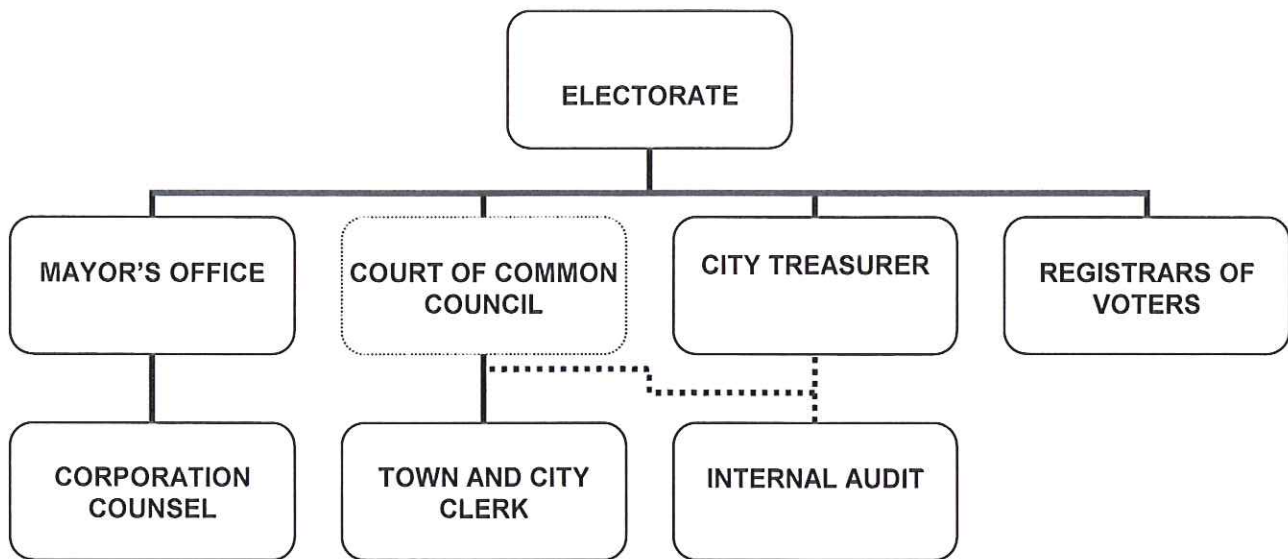 ELECTORATE
MAYOR’S OFFICE
COURT OF COMMON
COUNCIL
CITY TREASURER
REGISTRARS OF
VOTERS
CORPORATION
COUNSEL
TOWN AND CITY
CLERK
INTERNAL AUDIT